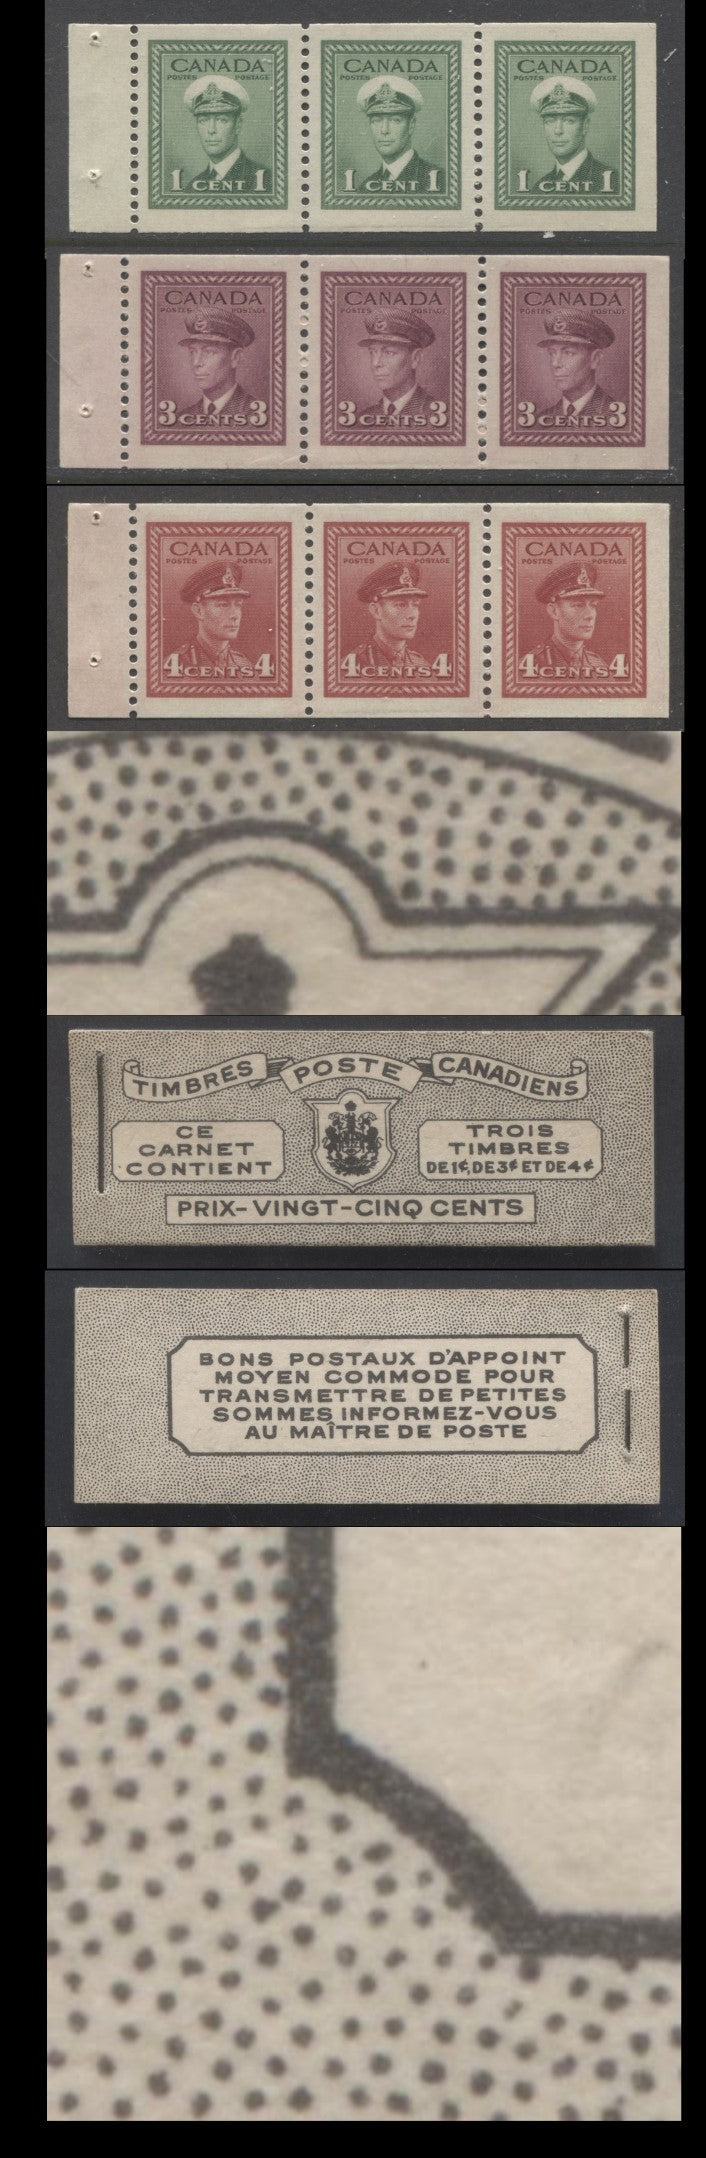 CANADA CANADA CANADA
POSTES POSTAGE POSTES POSTAGE POSTES POSTAGE
1 CENT 1 1 CENT 1 1 CENT 1
CANADA CANADA CANADA
POSTES POSTAGE POSTES POSTAGE POSTES POSTAGE
3 CENTS 3 3 CENTS 3 3 CENTS 3
CANADA CANADA CANADA
POSTES POSTAGE POSTES POSTAGE POSTES POSTAGE
4 CENTS 4 4 CENTS 4 4 CENTS 4
TIMBRES POSTE CANADIENS
CE
CARNET
CONTIENT
TROIS
TIMBRES
DE 1¢, DE 3¢ ET DE 4¢
PRIX-VINGT-CINQ CENTS
BONS POSTAUX D'APPOINT
MOYEN COMMODE POUR
TRANSMETTRE DE PETITES
SOMMES INFORMEZ-VOUS
AU MAÎTRE DE POSTE